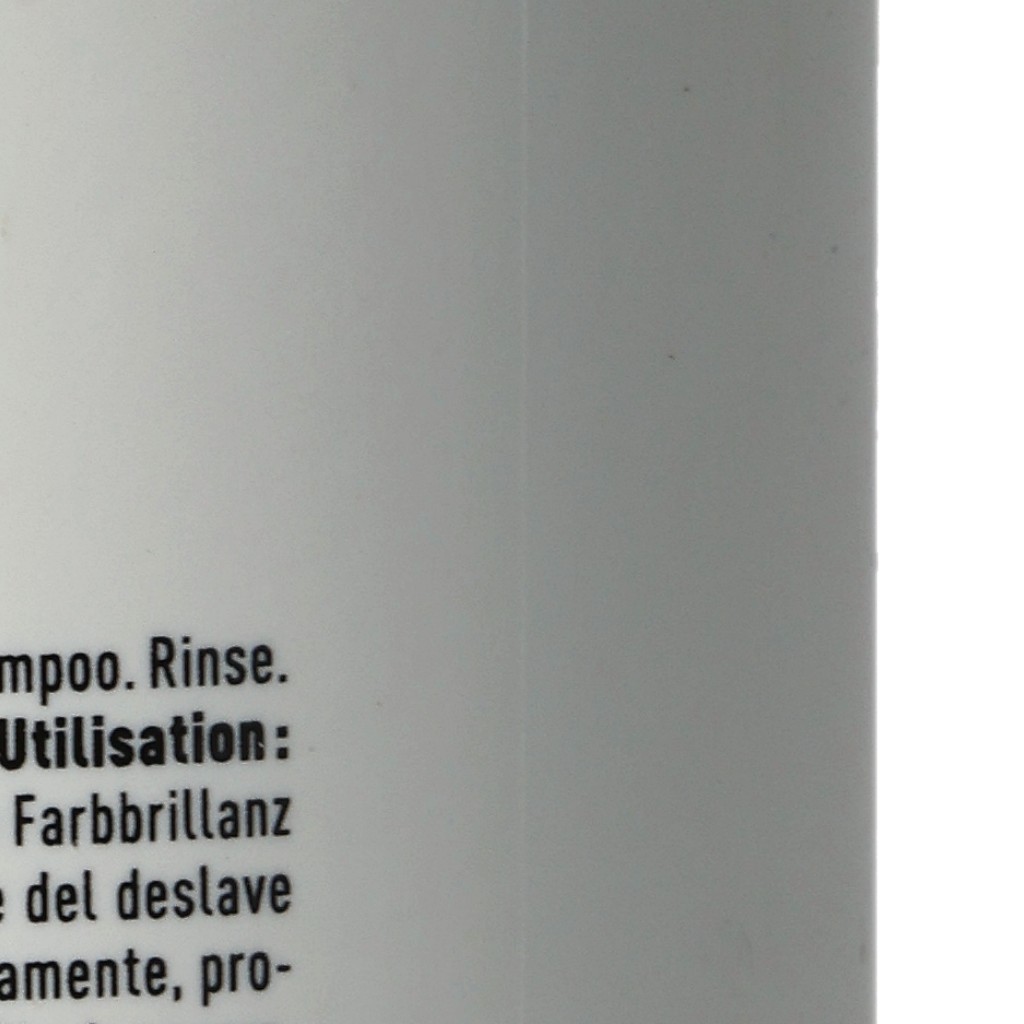 mpoo. Rinse.
Utilisation:
Farbbrillanz
e del deslave
amente, pro-